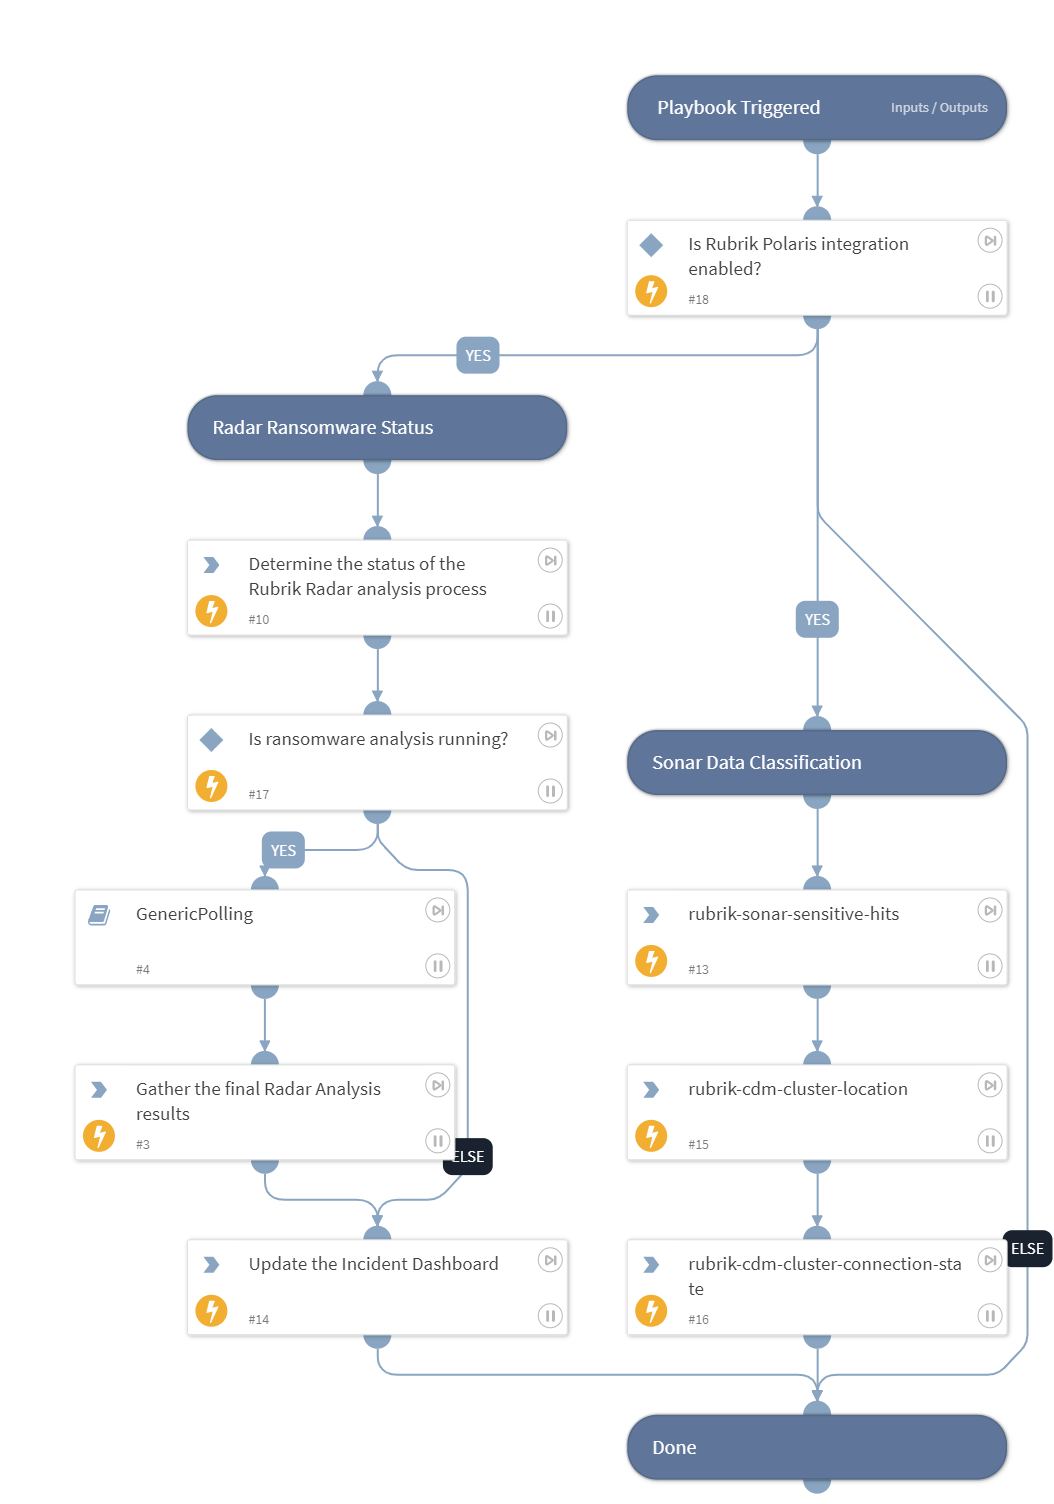 Playbook Triggered Inputs / Outputs
Is Rubrik Polaris integration
enabled?
#18
YES
Radar Ransomware Status
Determine the status of the
Rubrik Radar analysis process
#10
YES
Is ransomware analysis running?
#17
Sonar Data Classification
YES
GenericPolling
#4
rubrik-sonar-sensitive-hits
#13
Gather the final Radar Analysis
results
#3
rubrik-cdm-cluster-location
#15
ELSE
Update the Incident Dashboard
#14
rubrik-cdm-cluster-connection-sta
te
#16
ELSE
Done